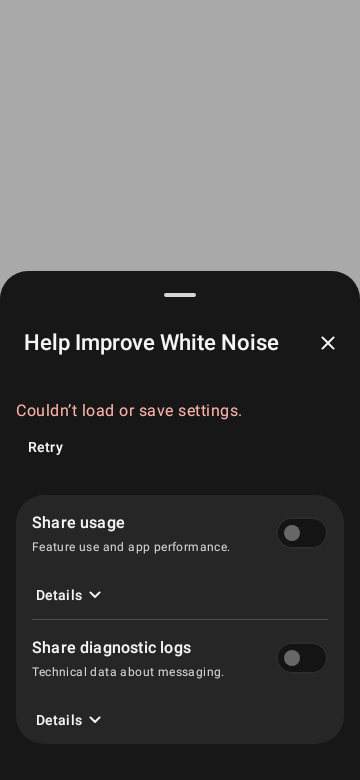 Help Improve White Noise
Couldn’t load or save settings.
Retry
Share usage
Feature use and app performance.
Details
Share diagnostic logs
Technical data about messaging.
Details